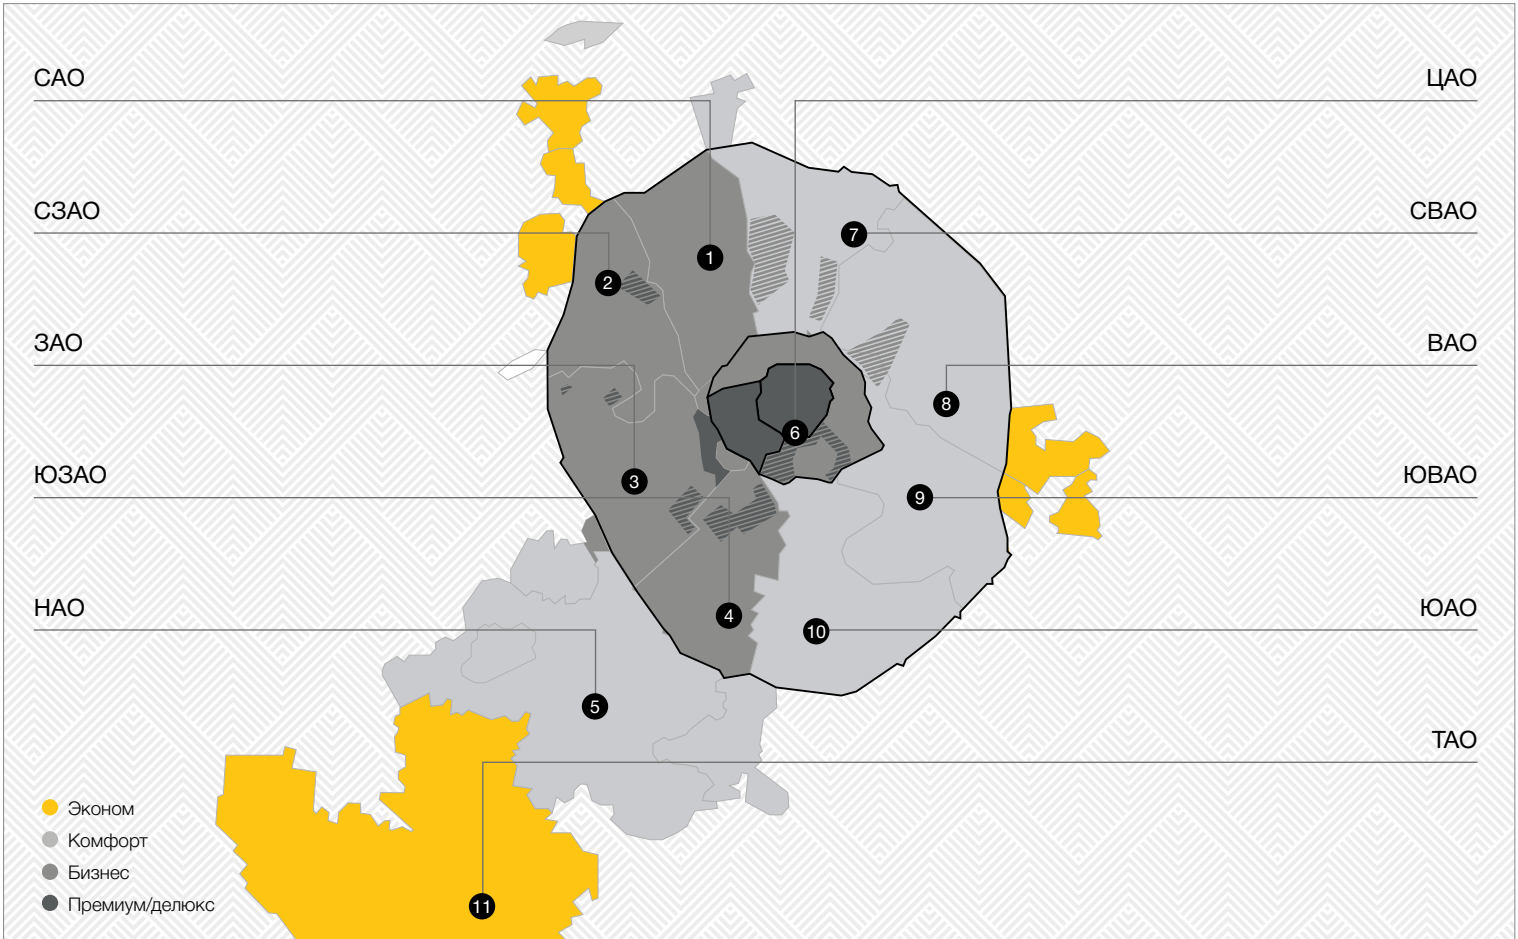 САО
ЦАО
СЗАО
СВАО
ЗАО
ВАО
ЮЗАО
ЮВАО
НАО
ЮАО
ТАО
1
2
3
4
5
6
7
8
9
10
11
Эконом
Комфорт
Бизнес
Премиум/делюкс